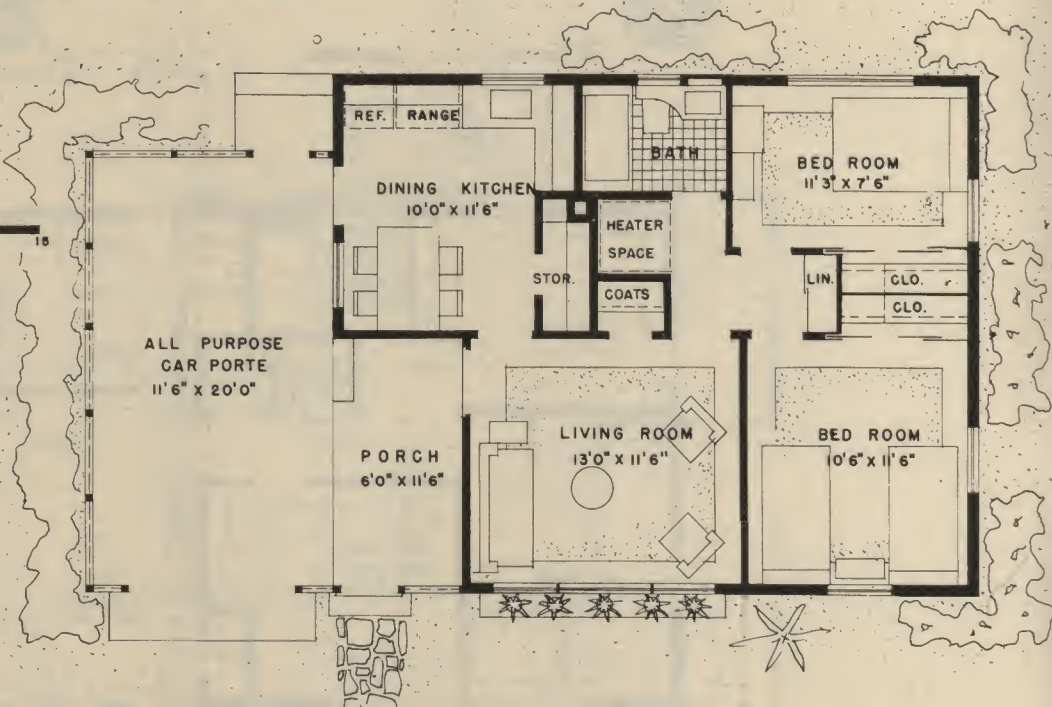 REF. RANGE
BATH
BED ROOM
11'3" X 7'6"
DINING KITCHEN
10'0" X 11'6"
HEATER
SPACE
15
STOR.
COATS
LIN.
CLO.
CLO.
ALL PURPOSE
CAR PORTE
11'6" X 20'0"
PORCH
6'0" X 11'6"
LIVING ROOM
13'0" X 11'6"
BED ROOM
10'6" X 11'6"